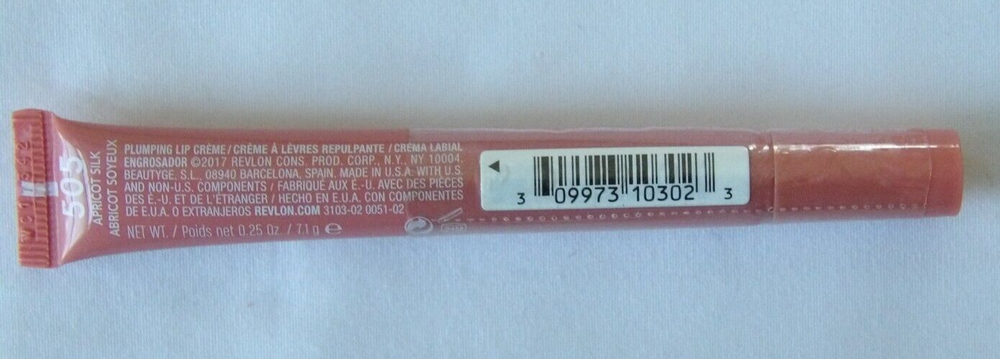 505
APRICOT SILK
ABRICOT SOYEUX
PLUMPING LIP CRÈME / CRÈME À LÈVRES REPULPANTE / CREMA LABIAL
ENGROSADOR ©2017 REVLON CONS. PROD. CORP., N.Y., NY 10004,
BEAUTYGE, S.L., 08940 BARCELONA, SPAIN. MADE IN U.S.A. WITH U.S.
AND NON-U.S. COMPONENTS / FABRIQUÉ AUX É.-U. AVEC DES PIÈCES
DES É.-U. ET DE L'ÉTRANGER / HECHO EN E.U.A. CON COMPONENTES
DE E.U.A. O EXTRANJEROS REVLON.COM 3103-02 0051-02
NET WT. / Poids net 0.25 Oz. / 7.1 g ℮
3 09973 10302 3